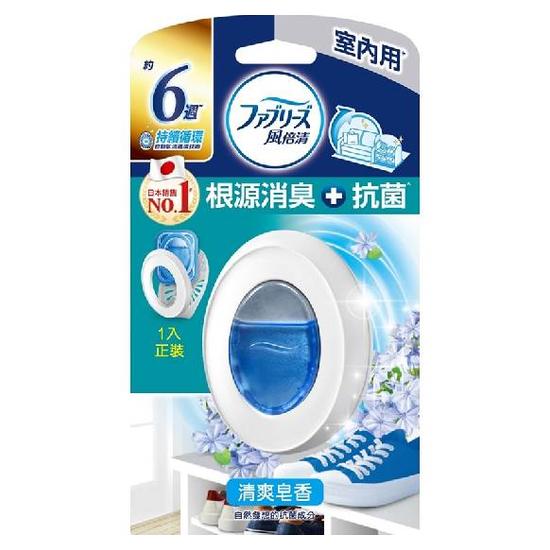 室內用
約
6週
持續循環
ファブリーズ
風倍清
日本銷售
NO.1
根源消臭+抗菌
1入
正裝
清爽皂香
自然發想的抗菌成分